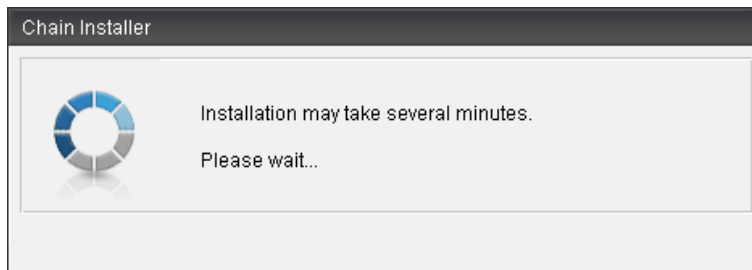 Chain Installer
Installation may take several minutes.
Please wait...